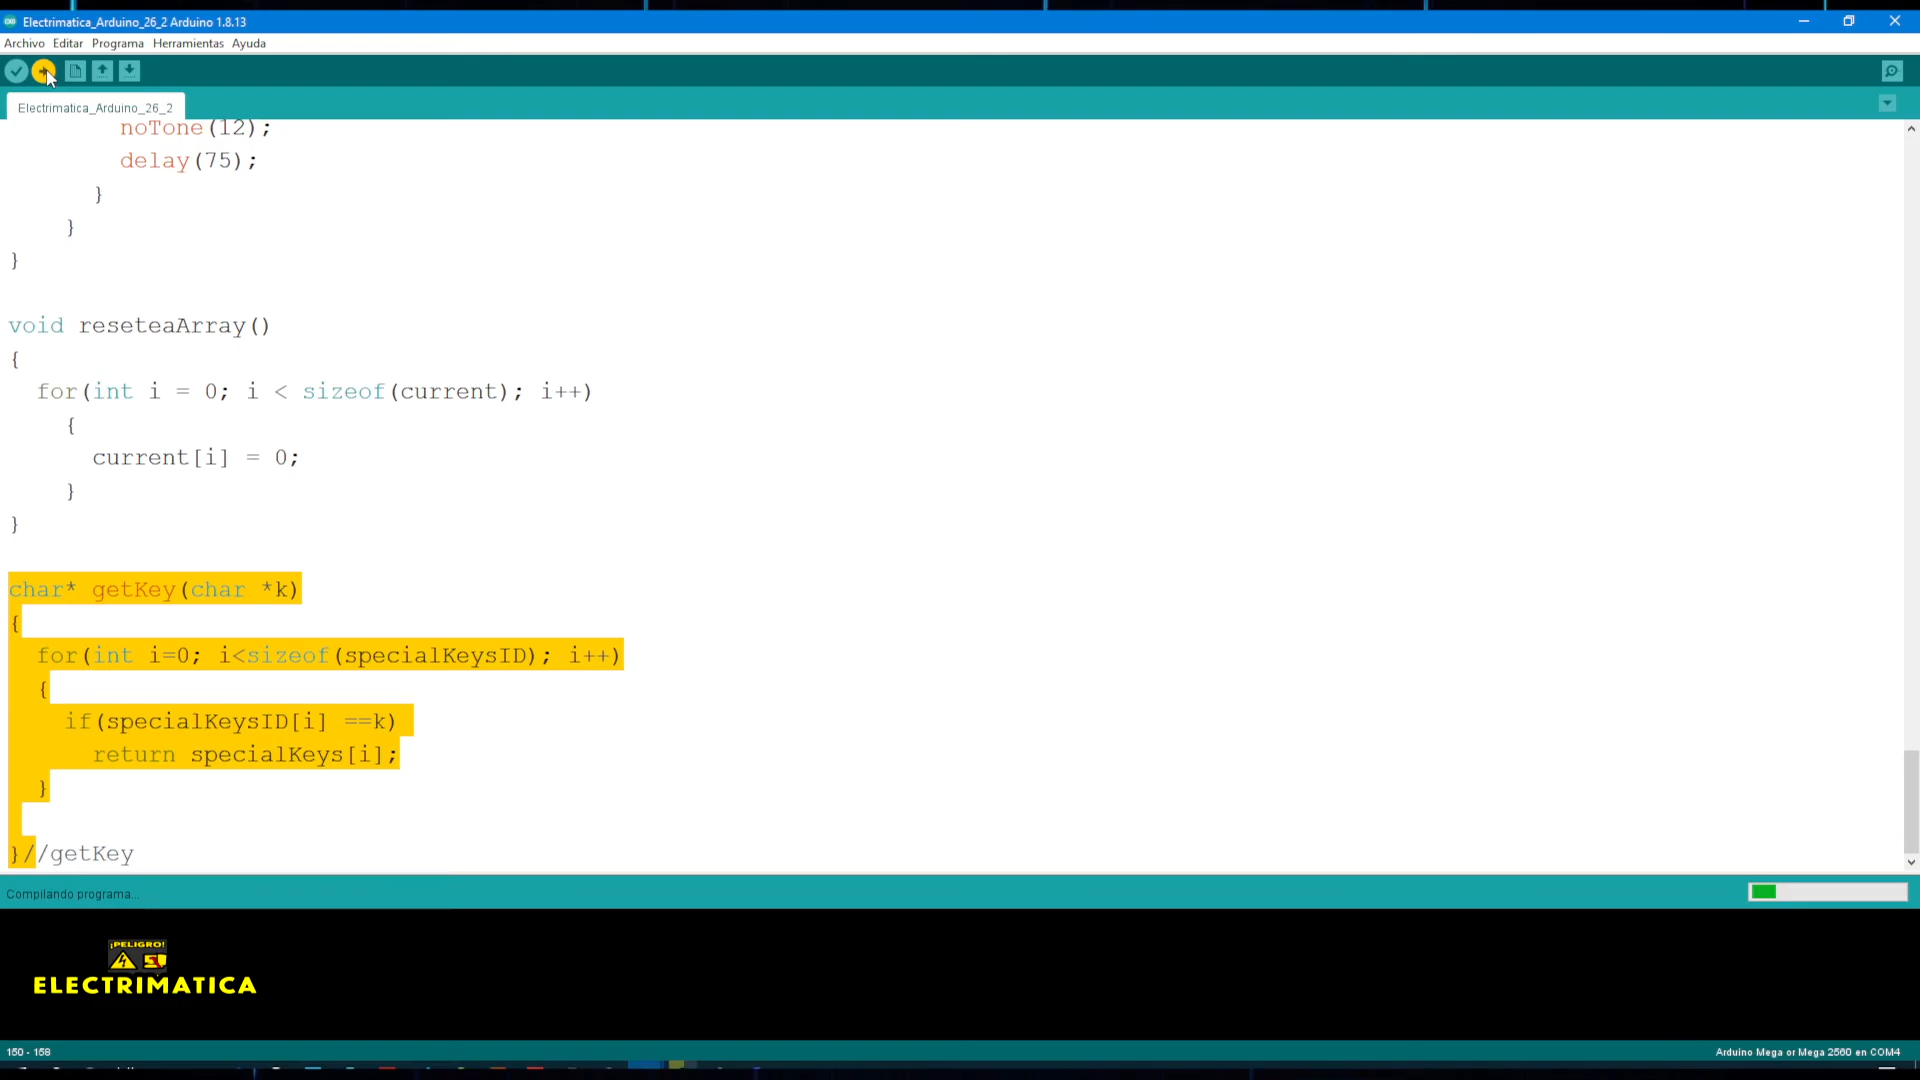 Electrimatica_Arduino_26_2 Arduino 1.8.13
Archivo Editar Programa Herramientas Ayuda
Electrimatica_Arduino_26_2
noTone(12);
delay(75);
}
}
}
void reseteaArray()
{
for(int i = 0; i < sizeof(current); i++)
{
current[i] = 0;
}
}
char* getKey(char *k)
{
for(int i=0; i<sizeof(specialKeysID); i++)
{
if(specialKeysID[i] ==k)
return specialKeys[i];
}
}//getKey
Compilando programa...
¡PELIGRO!
ELECTRIMATICA
150 - 158
Arduino Mega or Mega 2560 en COM4